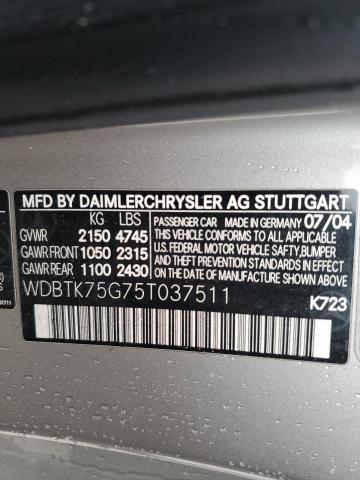 MFD BY DAIMLERCHRYSLER AG STUTTGART
KG LBS PASSENGER CAR MADE IN GERMANY 07/04
GVWR 2150 4745 THIS VEHICLE CONFORMS TO ALL APPLICABLE
GAWR FRONT 1050 2315 U.S. FEDERAL MOTOR VEHICLE SAFETY, BUMPER
GAWR REAR 1100 2430 AND THEFT PREVENTION STANDARDS IN EFFECT
ON THE DATE OF MANUFACTURE SHOWN ABOVE.
WDBTK75G75T037511 K723